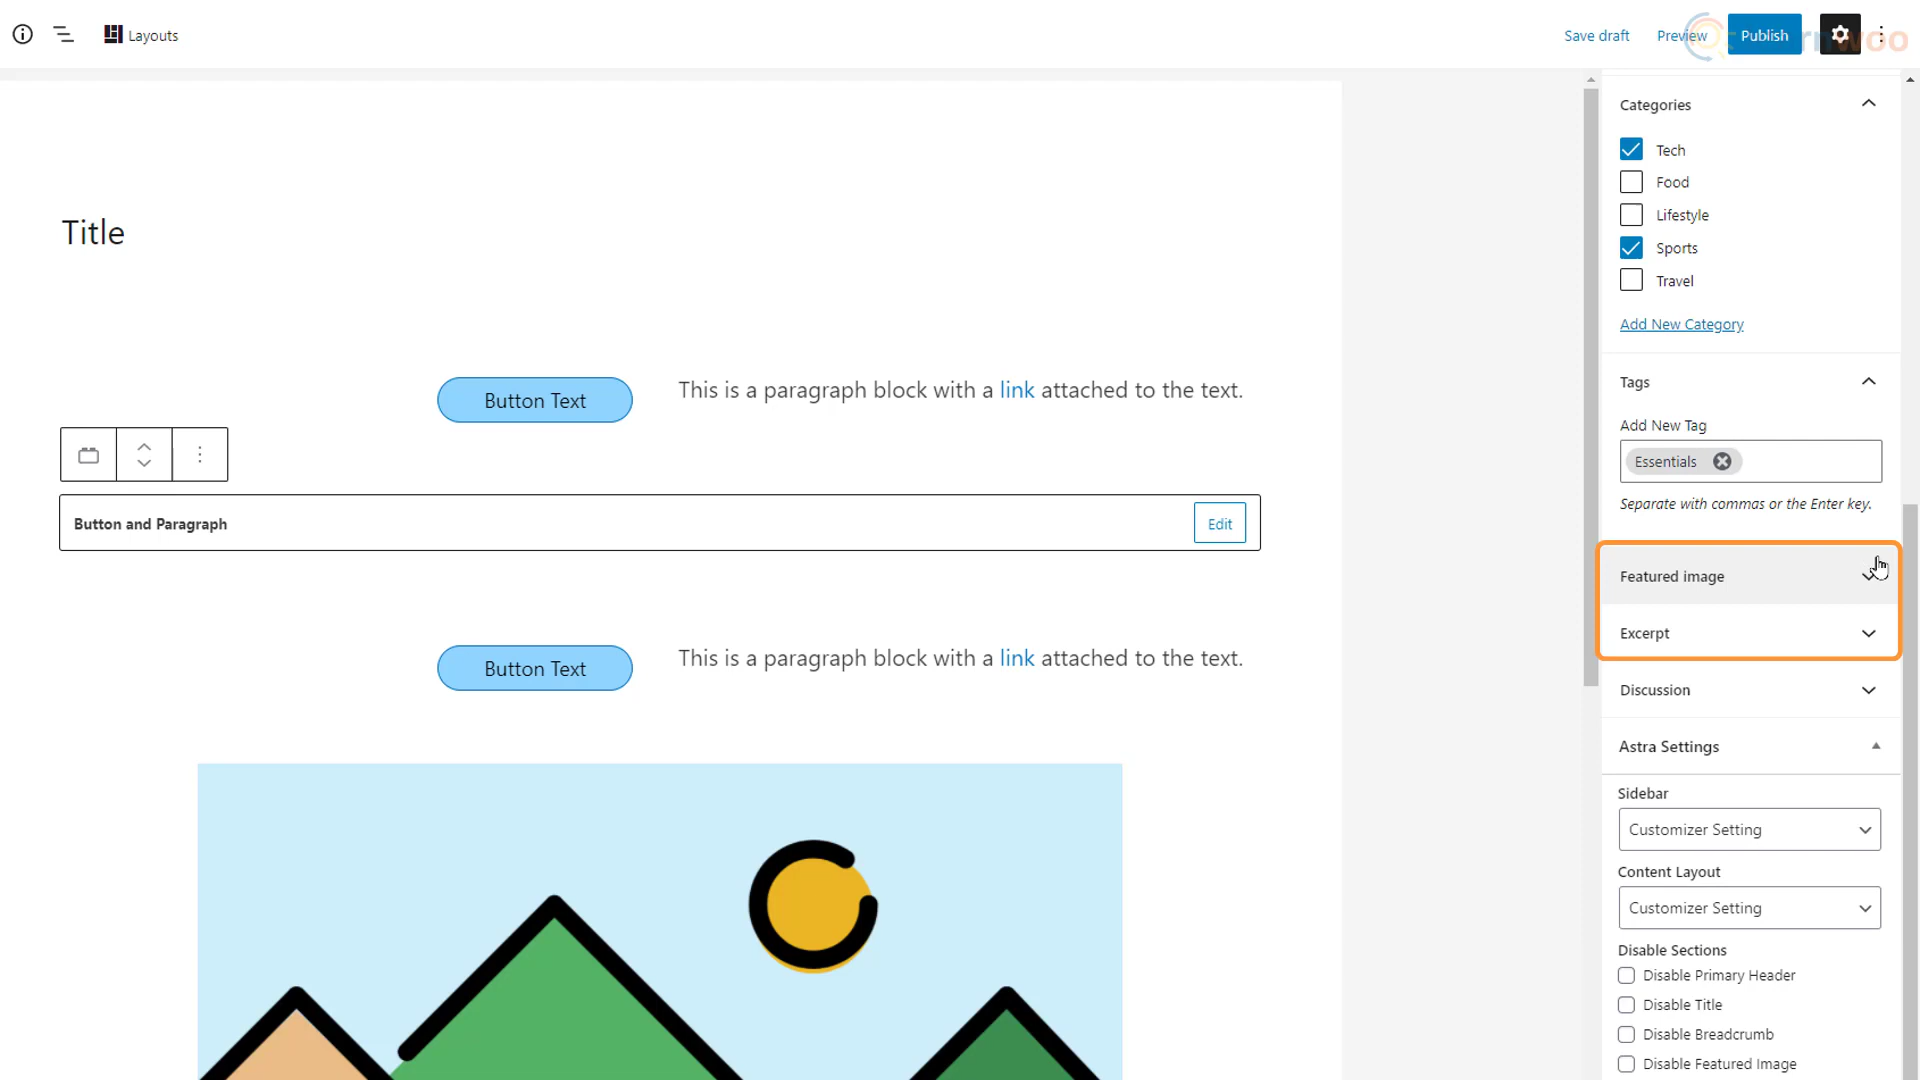 Layouts
Save draft
Preview
Publish
woo
Categories
Tech
Food
Lifestyle
Sports
Travel
Add New Category
Tags
Add New Tag
Essentials
Separate with commas or the Enter key.
Featured image
Excerpt
Discussion
Astra Settings
Sidebar
Customizer Setting
Content Layout
Customizer Setting
Disable Sections
Disable Primary Header
Disable Title
Disable Breadcrumb
Disable Featured Image
Title
Button Text
This is a paragraph block with a link attached to the text.
Button and Paragraph
Edit
Button Text
This is a paragraph block with a link attached to the text.